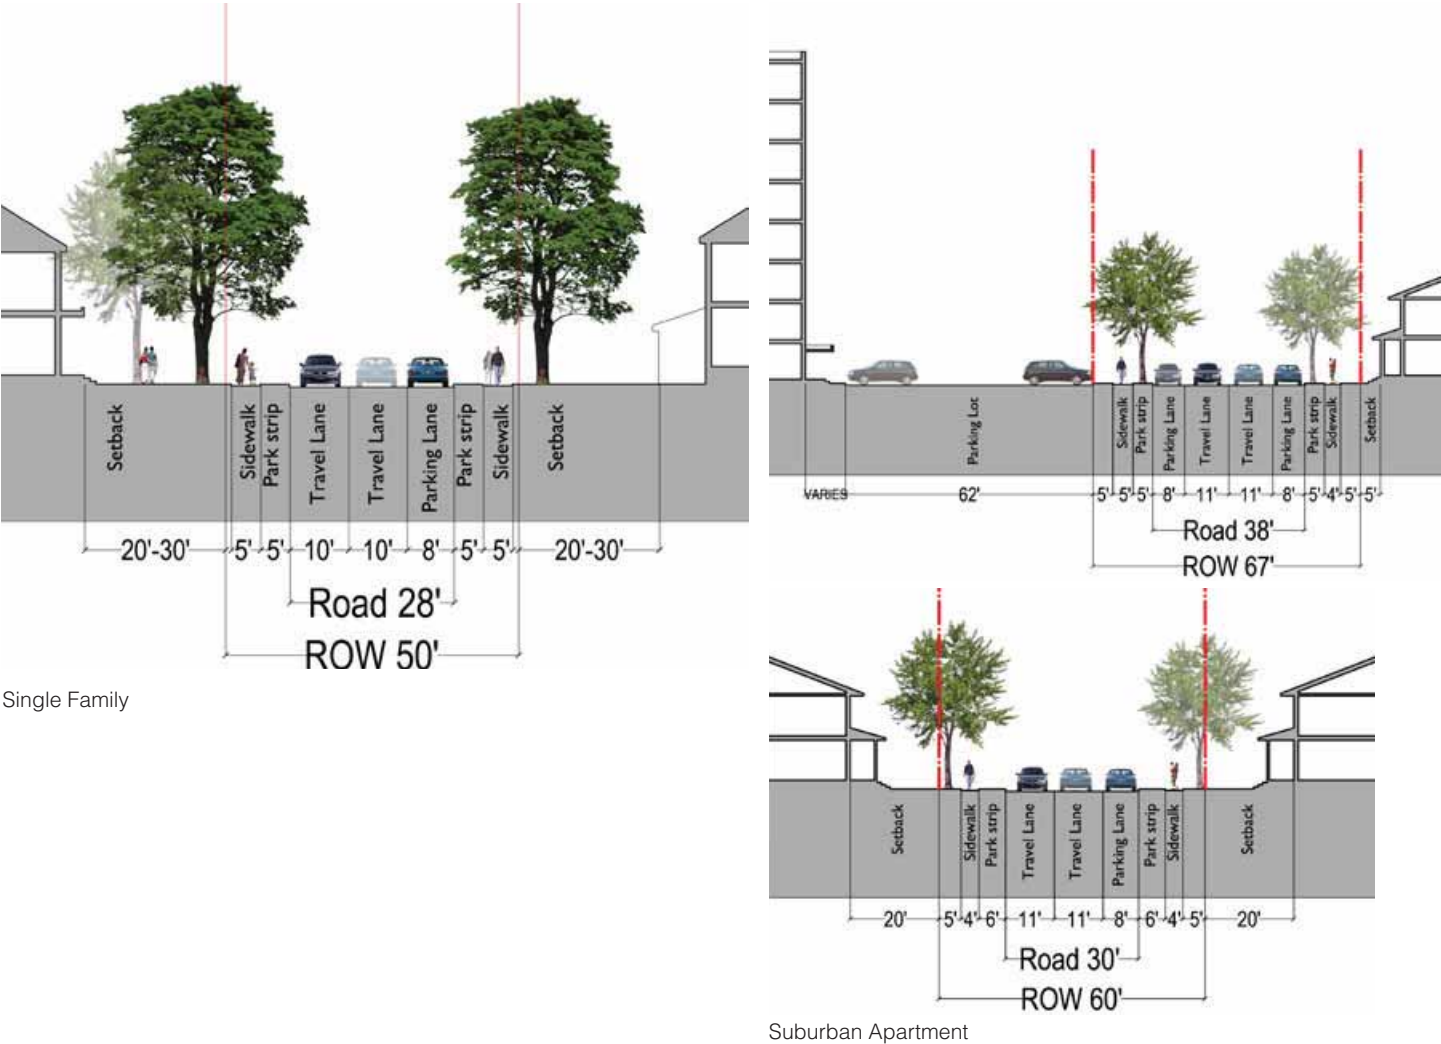 Setback
Sidewalk
Park strip
Travel Lane
Travel Lane
Parking Lane
Park strip
Sidewalk
Setback
20'-30' 5' 5' 10' 10' 8' 5' 5' 20'-30'
Road 28'
ROW 50'
Single Family
Parking Lot
Sidewalk
Park strip
Parking Lane
Travel Lane
Travel Lane
Parking Lane
Park strip
Sidewalk
Setback
VARIES 62' 5' 5' 5' 8' 11' 11' 8' 5' 4' 5' 5'
Road 38'
ROW 67'
Setback
Sidewalk
Park strip
Travel Lane
Travel Lane
Parking Lane
Park strip
Sidewalk
Setback
20' 5' 4' 6' 11' 11' 8' 6' 4' 5' 20'
Road 30'
ROW 60'
Suburban Apartment